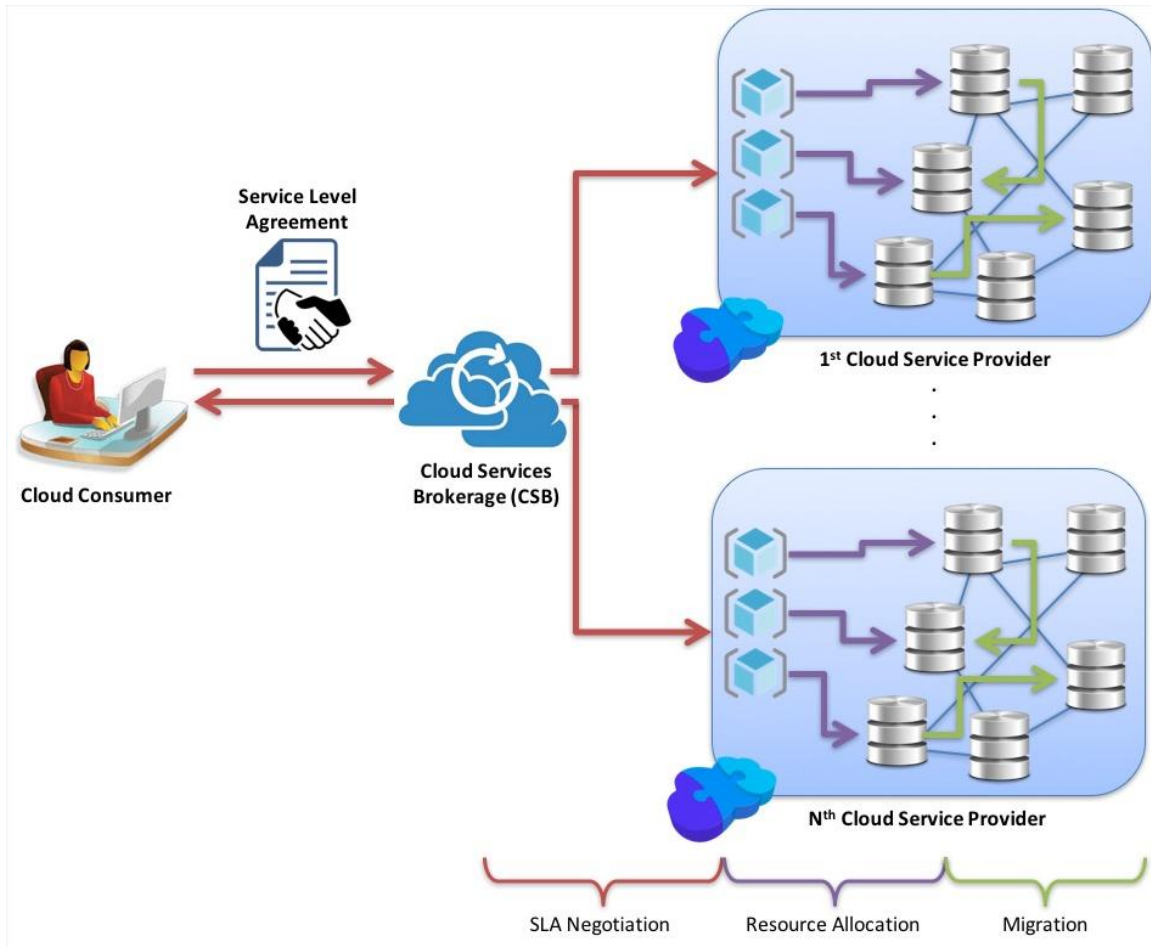 Service Level
Agreement
Cloud Consumer
Cloud Services
Brokerage (CSB)
1st Cloud Service Provider
.
.
.
Nth Cloud Service Provider
SLA Negotiation
Resource Allocation
Migration